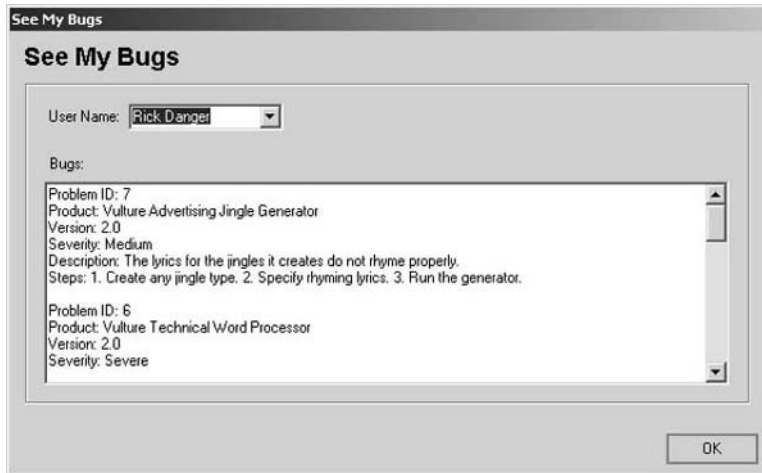 See My Bugs
See My Bugs
User Name: Rick Danger
Bugs:
Problem ID: 7
Product: Vulture Advertising Jingle Generator
Version: 2.0
Severity: Medium
Description: The lyrics for the jingles it creates do not rhyme properly.
Steps: 1. Create any jingle type. 2. Specify rhyming lyrics. 3. Run the generator.
Problem ID: 6
Product: Vulture Technical Word Processor
Version: 2.0
Severity: Severe
OK